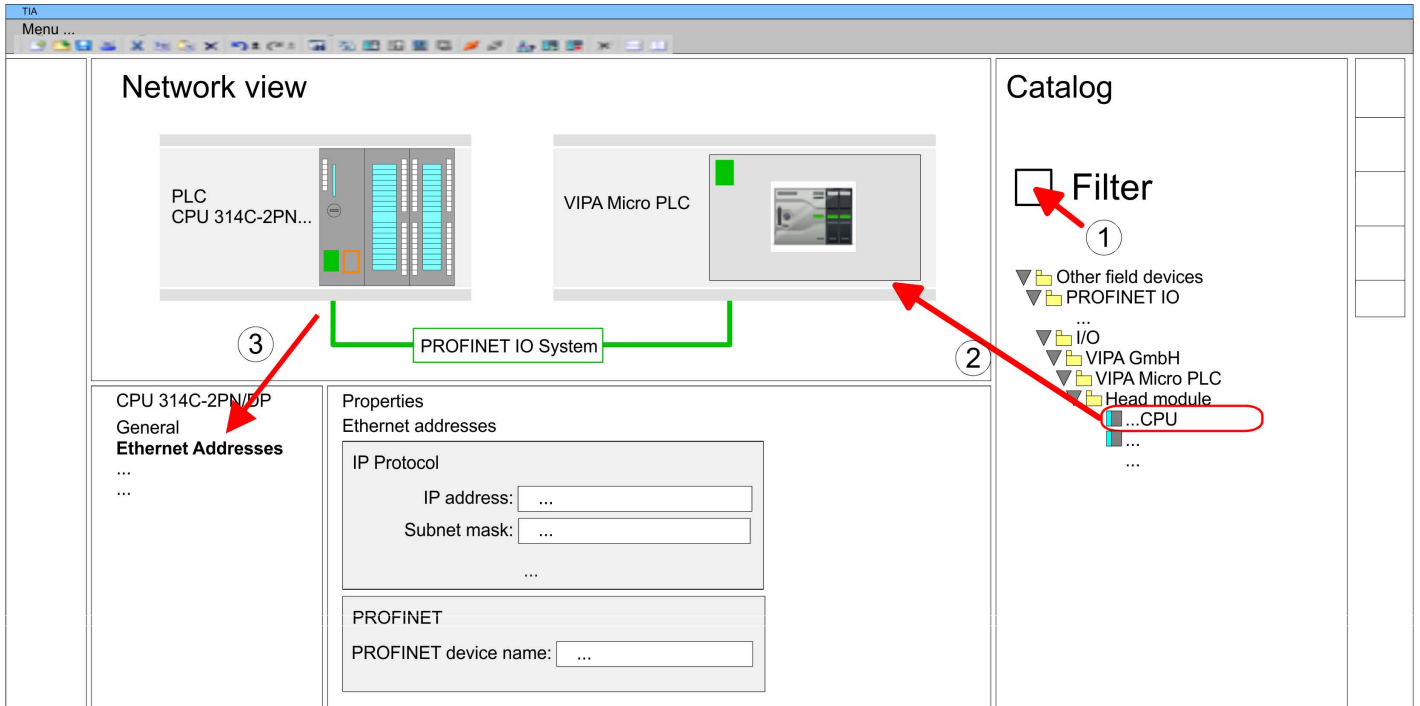 TIA
Menu ...
Network view
PLC
CPU 314C-2PN...
VIPA Micro PLC
PROFINET IO System
3
2
Catalog
Filter
1
Other field devices
PROFINET IO
...
I/O
VIPA GmbH
VIPA Micro PLC
Head module
...CPU
...
...
CPU 314C-2PN/DP
General
Ethernet Addresses
...
...
Properties
Ethernet addresses
IP Protocol
IP address: ...
Subnet mask: ...
...
PROFINET
PROFINET device name: ...